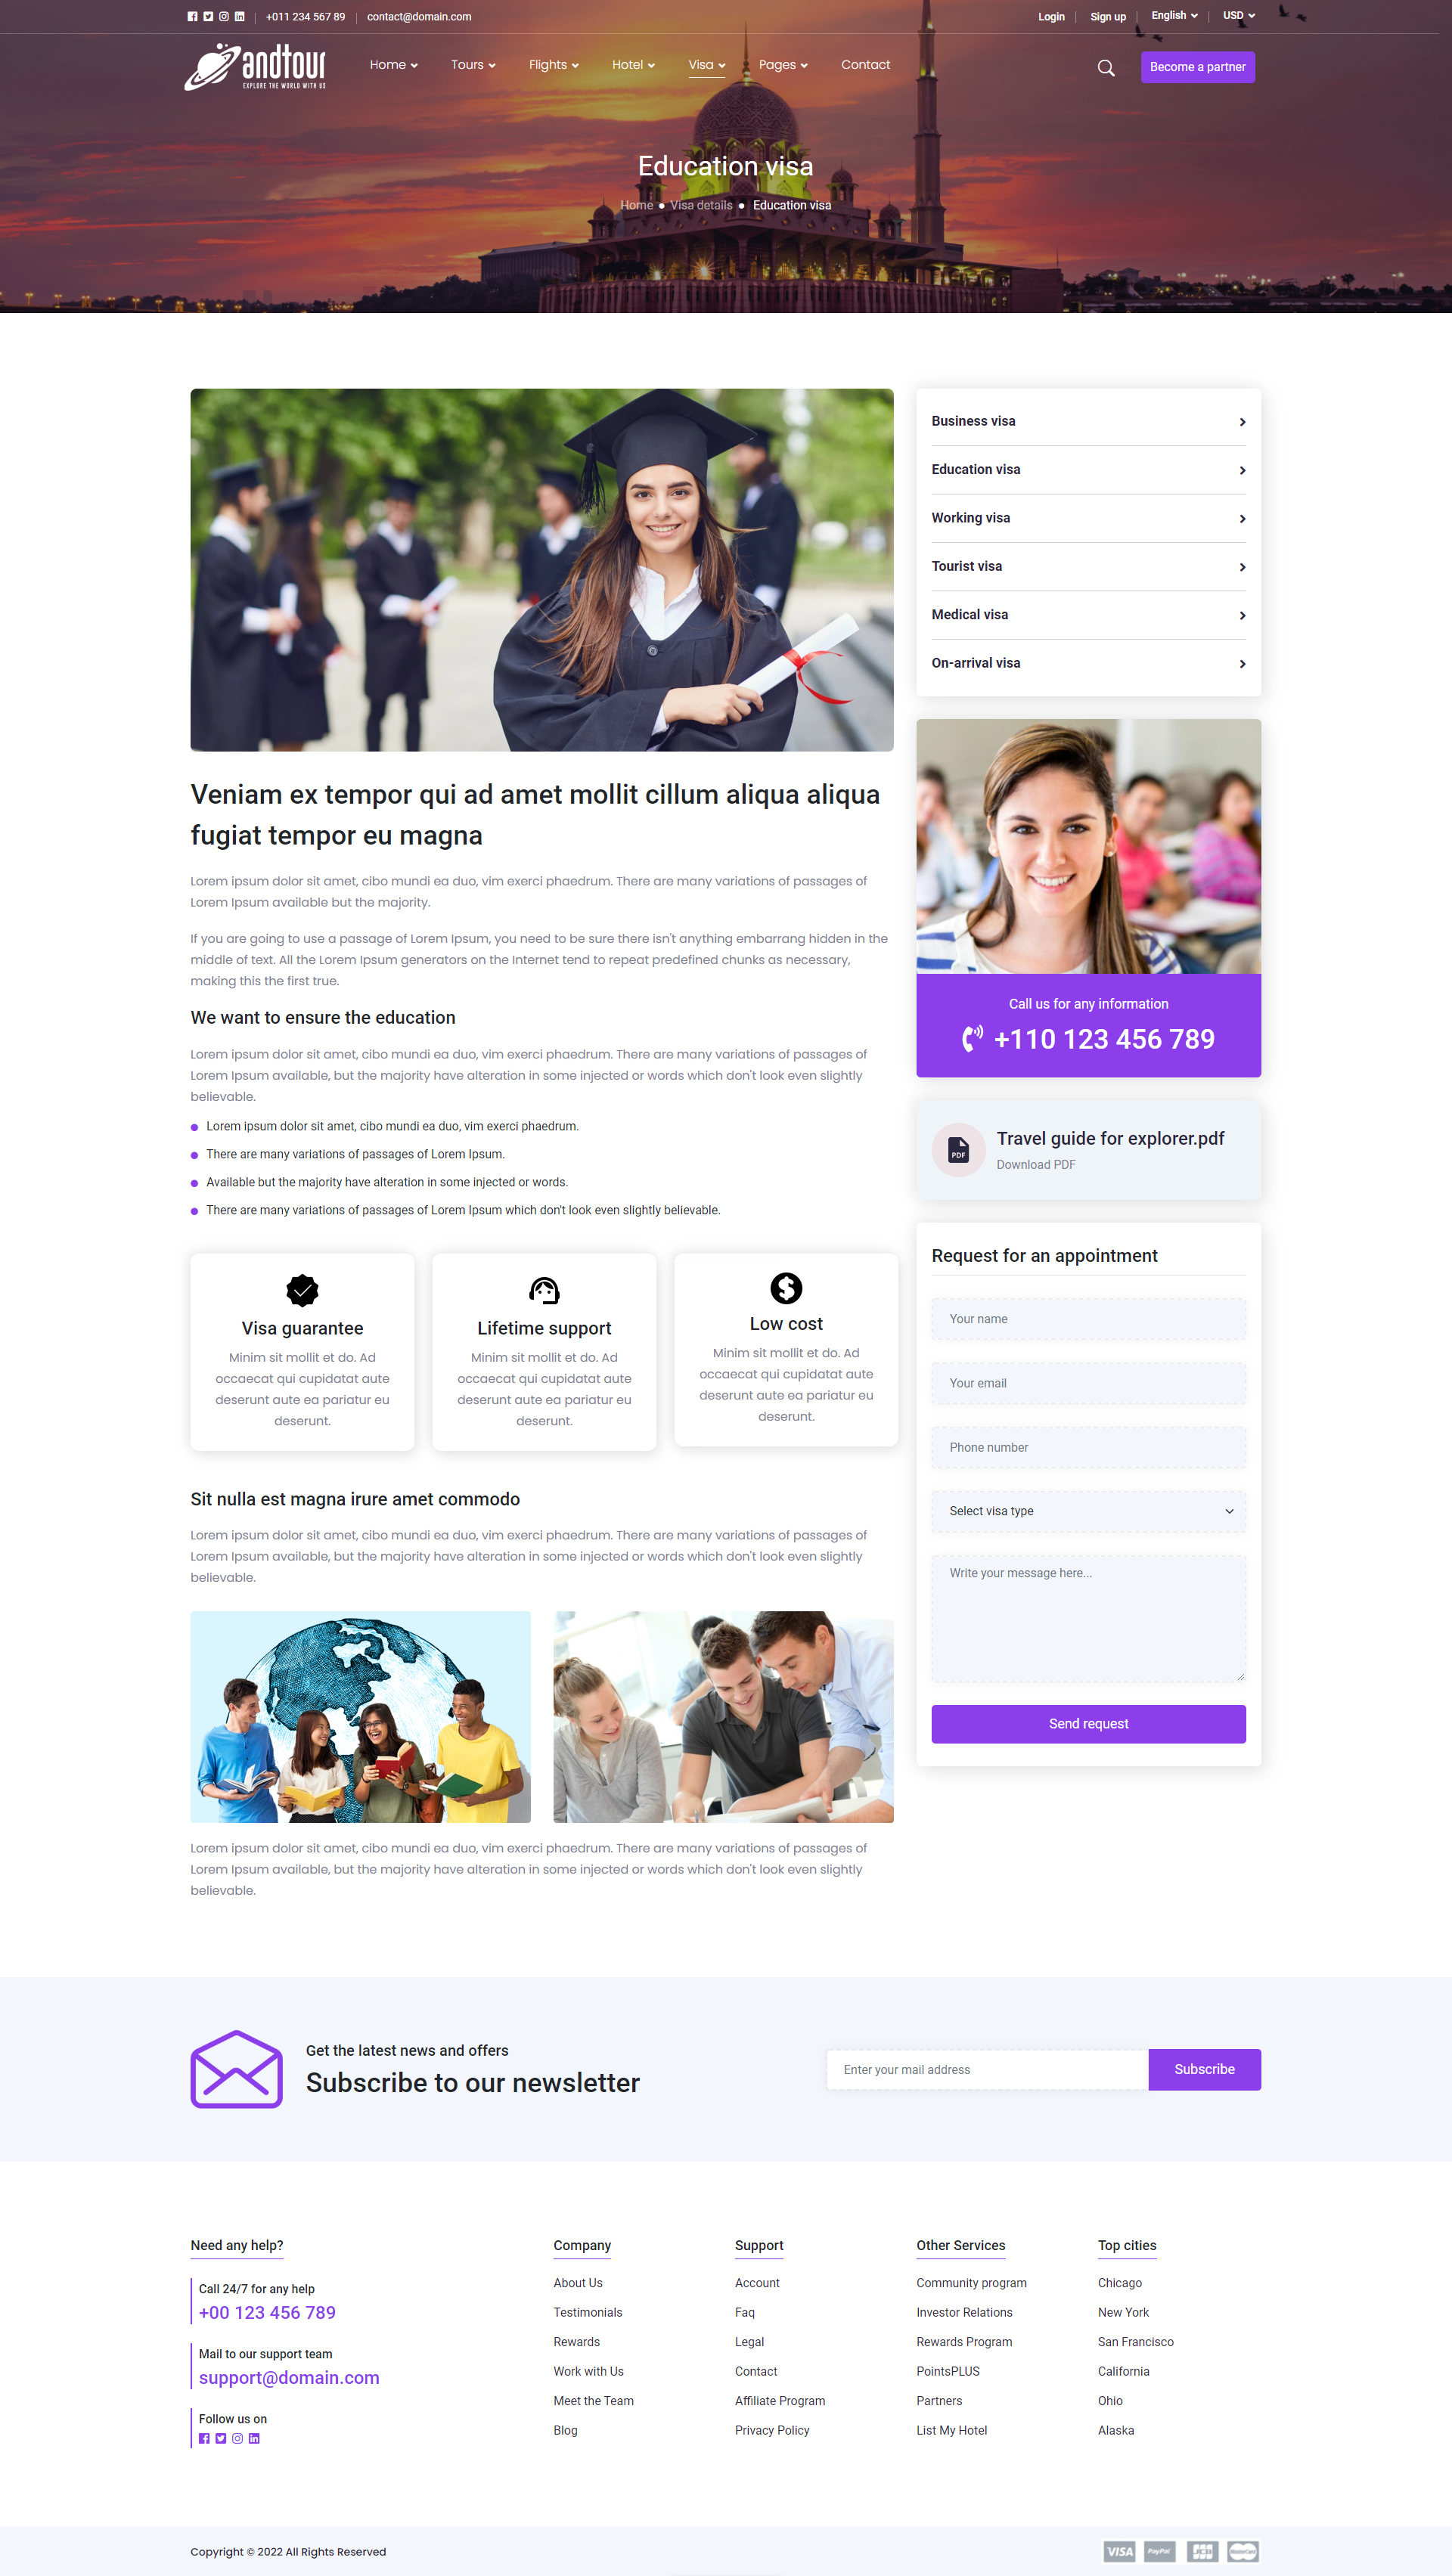 +011 234 567 89
contact@domain.com
Login
Sign up
English
USD
andtour
EXPLORE THE WORLD WITH US
Home
Tours
Flights
Hotel
Visa
Pages
Contact
Become a partner
Education visa
Home
Visa details
Education visa
Business visa
Education visa
Working visa
Tourist visa
Medical visa
On-arrival visa
Veniam ex tempor qui ad amet mollit cillum aliqua aliqua
fugiat tempor eu magna
Lorem ipsum dolor sit amet, cibo mundi ea duo, vim exerci phaedrum. There are many variations of passages of
Lorem Ipsum available but the majority.
If you are going to use a passage of Lorem Ipsum, you need to be sure there isn't anything embarrang hidden in the
middle of text. All the Lorem Ipsum generators on the Internet tend to repeat predefined chunks as necessary,
making this the first true.
We want to ensure the education
Lorem ipsum dolor sit amet, cibo mundi ea duo, vim exerci phaedrum. There are many variations of passages of
Lorem Ipsum available, but the majority have alteration in some injected or words which don't look even slightly
believable.
Lorem ipsum dolor sit amet, cibo mundi ea duo, vim exerci phaedrum.
There are many variations of passages of Lorem Ipsum.
Available but the majority have alteration in some injected or words.
There are many variations of passages of Lorem Ipsum which don't look even slightly believable.
Visa guarantee
Minim sit mollit et do. Ad
occaecat qui cupidatat aute
deserunt aute ea pariatur eu
deserunt.
Lifetime support
Minim sit mollit et do. Ad
occaecat qui cupidatat aute
deserunt aute ea pariatur eu
deserunt.
Low cost
Minim sit mollit et do. Ad
occaecat qui cupidatat aute
deserunt aute ea pariatur eu
deserunt.
Sit nulla est magna irure amet commodo
Lorem ipsum dolor sit amet, cibo mundi ea duo, vim exerci phaedrum. There are many variations of passages of
Lorem Ipsum available, but the majority have alteration in some injected or words which don't look even slightly
believable.
Lorem ipsum dolor sit amet, cibo mundi ea duo, vim exerci phaedrum. There are many variations of passages of
Lorem Ipsum available, but the majority have alteration in some injected or words which don't look even slightly
believable.
Call us for any information
+110 123 456 789
PDF
Travel guide for explorer.pdf
Download PDF
Request for an appointment
Your name
Your email
Phone number
Select visa type
Write your message here...
Send request
Get the latest news and offers
Subscribe to our newsletter
Enter your mail address
Subscribe
Need any help?
Call 24/7 for any help
+00 123 456 789
Mail to our support team
support@domain.com
Follow us on
Company
About Us
Testimonials
Rewards
Work with Us
Meet the Team
Blog
Support
Account
Faq
Legal
Contact
Affiliate Program
Privacy Policy
Other Services
Community program
Investor Relations
Rewards Program
PointsPLUS
Partners
List My Hotel
Top cities
Chicago
New York
San Francisco
California
Ohio
Alaska
Copyright © 2022 All Rights Reserved
VISA
PayPal
JCB
MasterCard